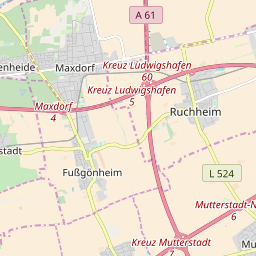 A 61
enheide
Maxdorf
Kreuz Ludwigshafen
60
Kreuz Ludwigshafen
5
Maxdorf
4
Ruchheim
stadt
Fußgönheim
L 524
Mutterstadt-N
6
Kreuz Mutterstadt
7
Mu